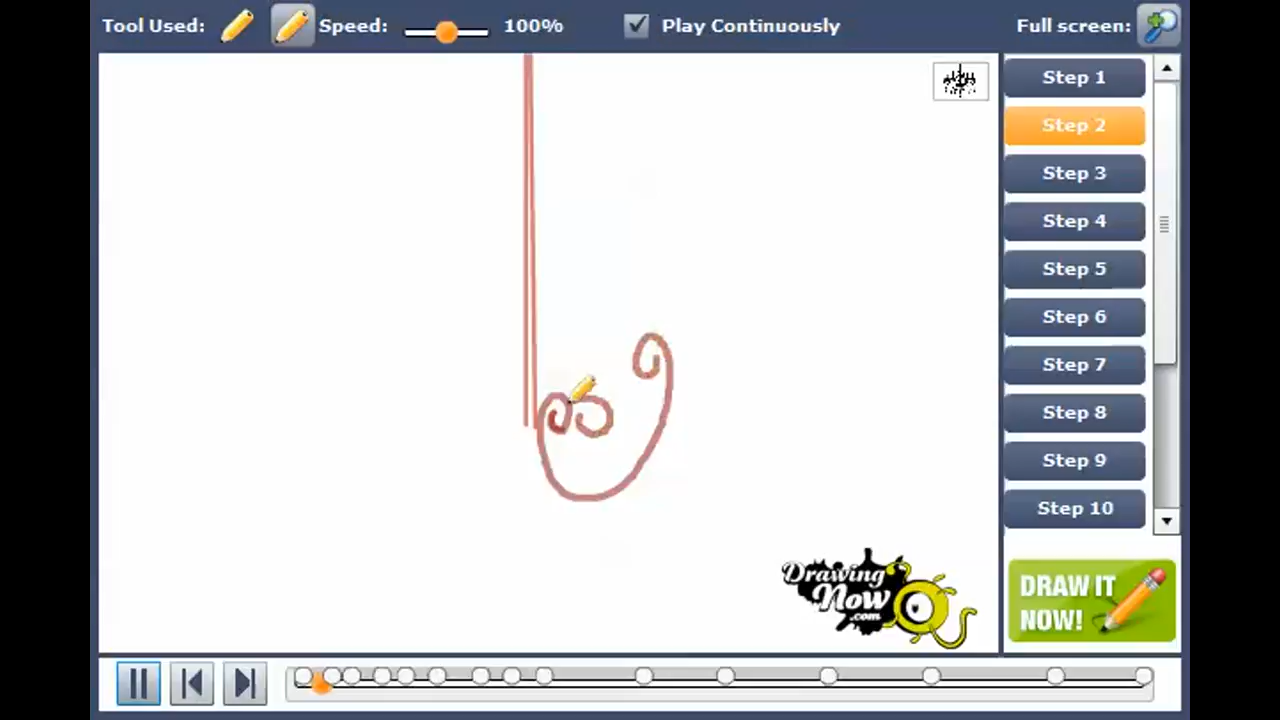 Tool Used:
Speed:
100%
Play Continuously
Full screen:
Step 1
Step 2
Step 3
Step 4
Step 5
Step 6
Step 7
Step 8
Step 9
Step 10
Drawing
Now
.com
DRAW IT
NOW!